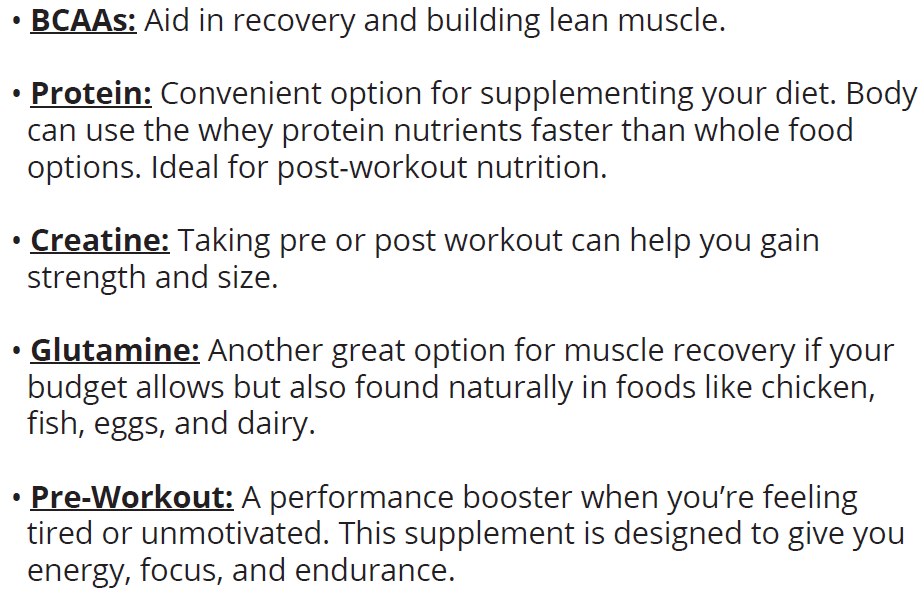 • BCAAs: Aid in recovery and building lean muscle.
• Protein: Convenient option for supplementing your diet. Body
can use the whey protein nutrients faster than whole food
options. Ideal for post-workout nutrition.
• Creatine: Taking pre or post workout can help you gain
strength and size.
• Glutamine: Another great option for muscle recovery if your
budget allows but also found naturally in foods like chicken,
fish, eggs, and dairy.
• Pre-Workout: A performance booster when you’re feeling
tired or unmotivated. This supplement is designed to give you
energy, focus, and endurance.